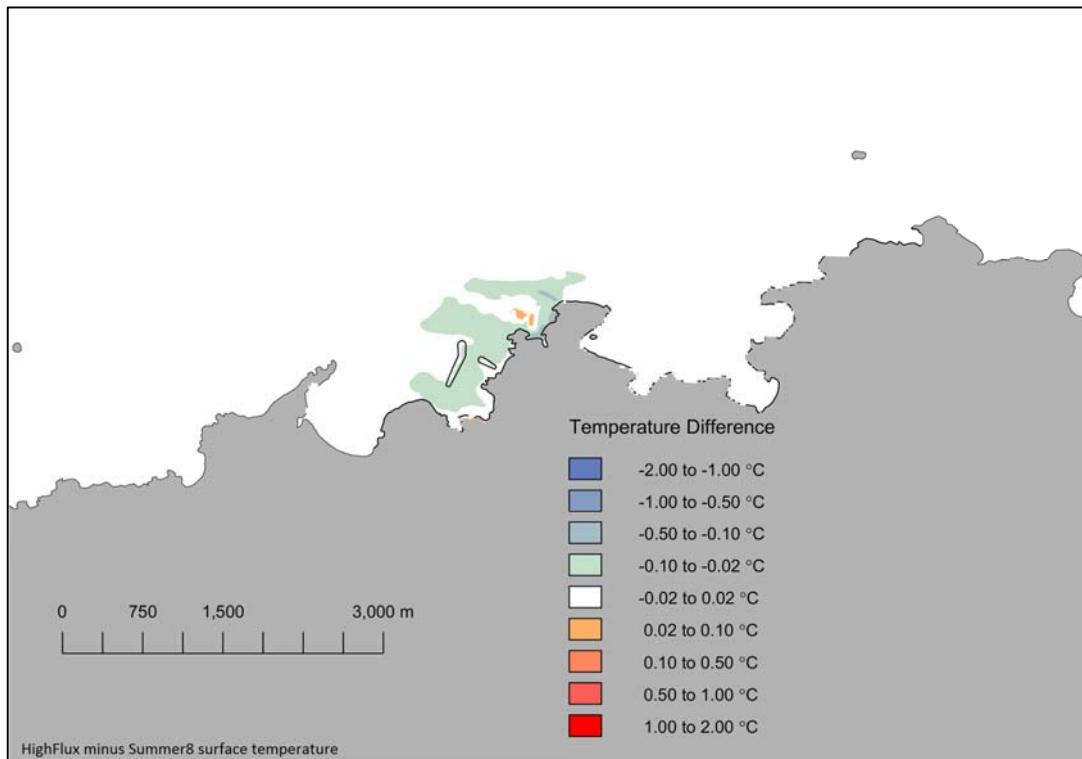 Temperature Difference
-2.00 to -1.00 °C
-1.00 to -0.50 °C
-0.50 to -0.10 °C
-0.10 to -0.02 °C
-0.02 to 0.02 °C
0.02 to 0.10 °C
0.10 to 0.50 °C
0.50 to 1.00 °C
1.00 to 2.00 °C
0 750 1,500 3,000 m
HighFlux minus Summer8 surface temperature